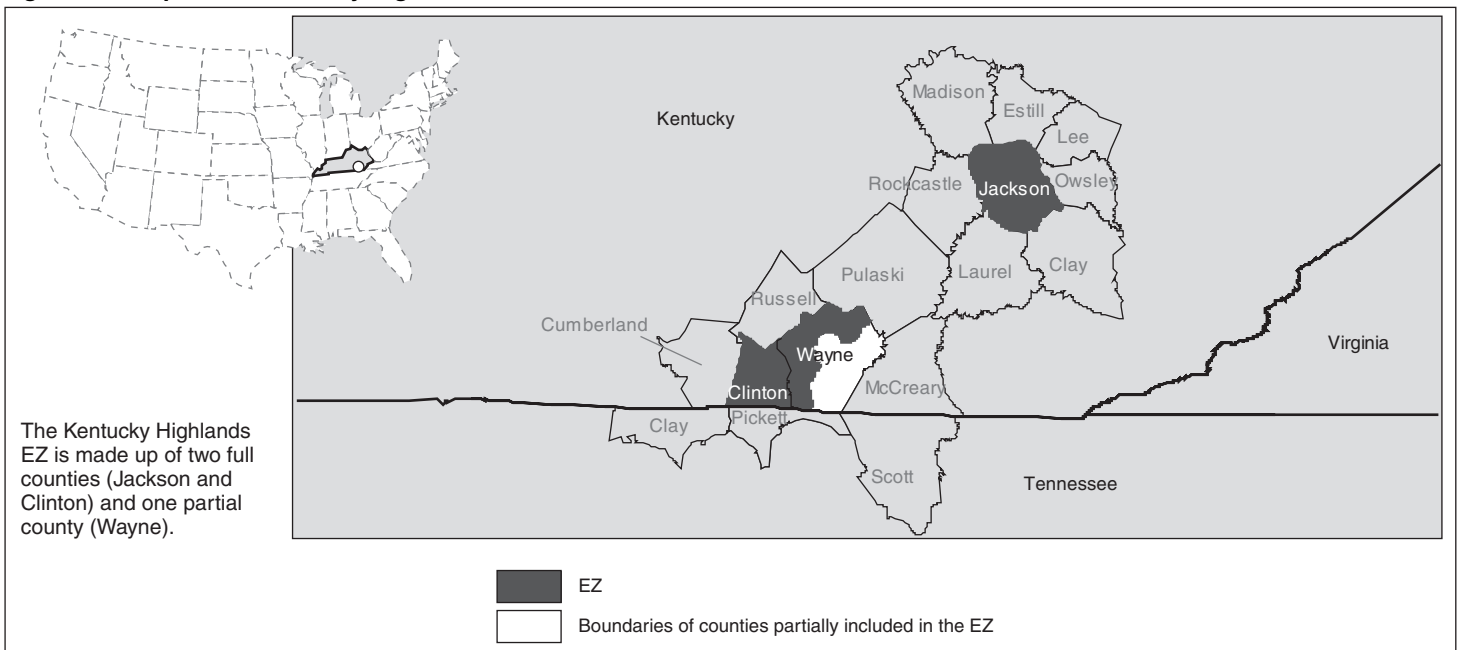 Madison
Estill
Kentucky
Lee
Rockcastle
Jackson
Owsley
Pulaski
Laurel
Clay
Russell
Cumberland
Wayne
Virginia
Clinton
McCreary
Clay
Pickett
Scott
Tennessee
The Kentucky Highlands
EZ is made up of two full
counties (Jackson and
Clinton) and one partial
county (Wayne).
EZ
Boundaries of counties partially included in the EZ